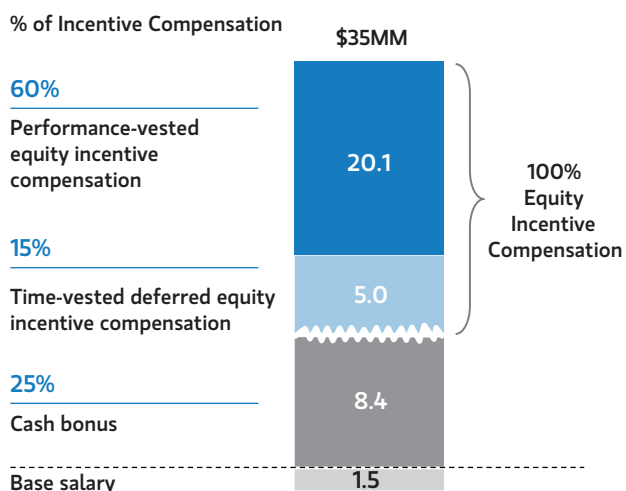 % of Incentive Compensation
$35MM
60%
Performance-vested
equity incentive
compensation
20.1
100%
Equity
Incentive
Compensation
15%
Time-vested deferred equity
incentive compensation
5.0
25%
Cash bonus
8.4
Base salary
1.5